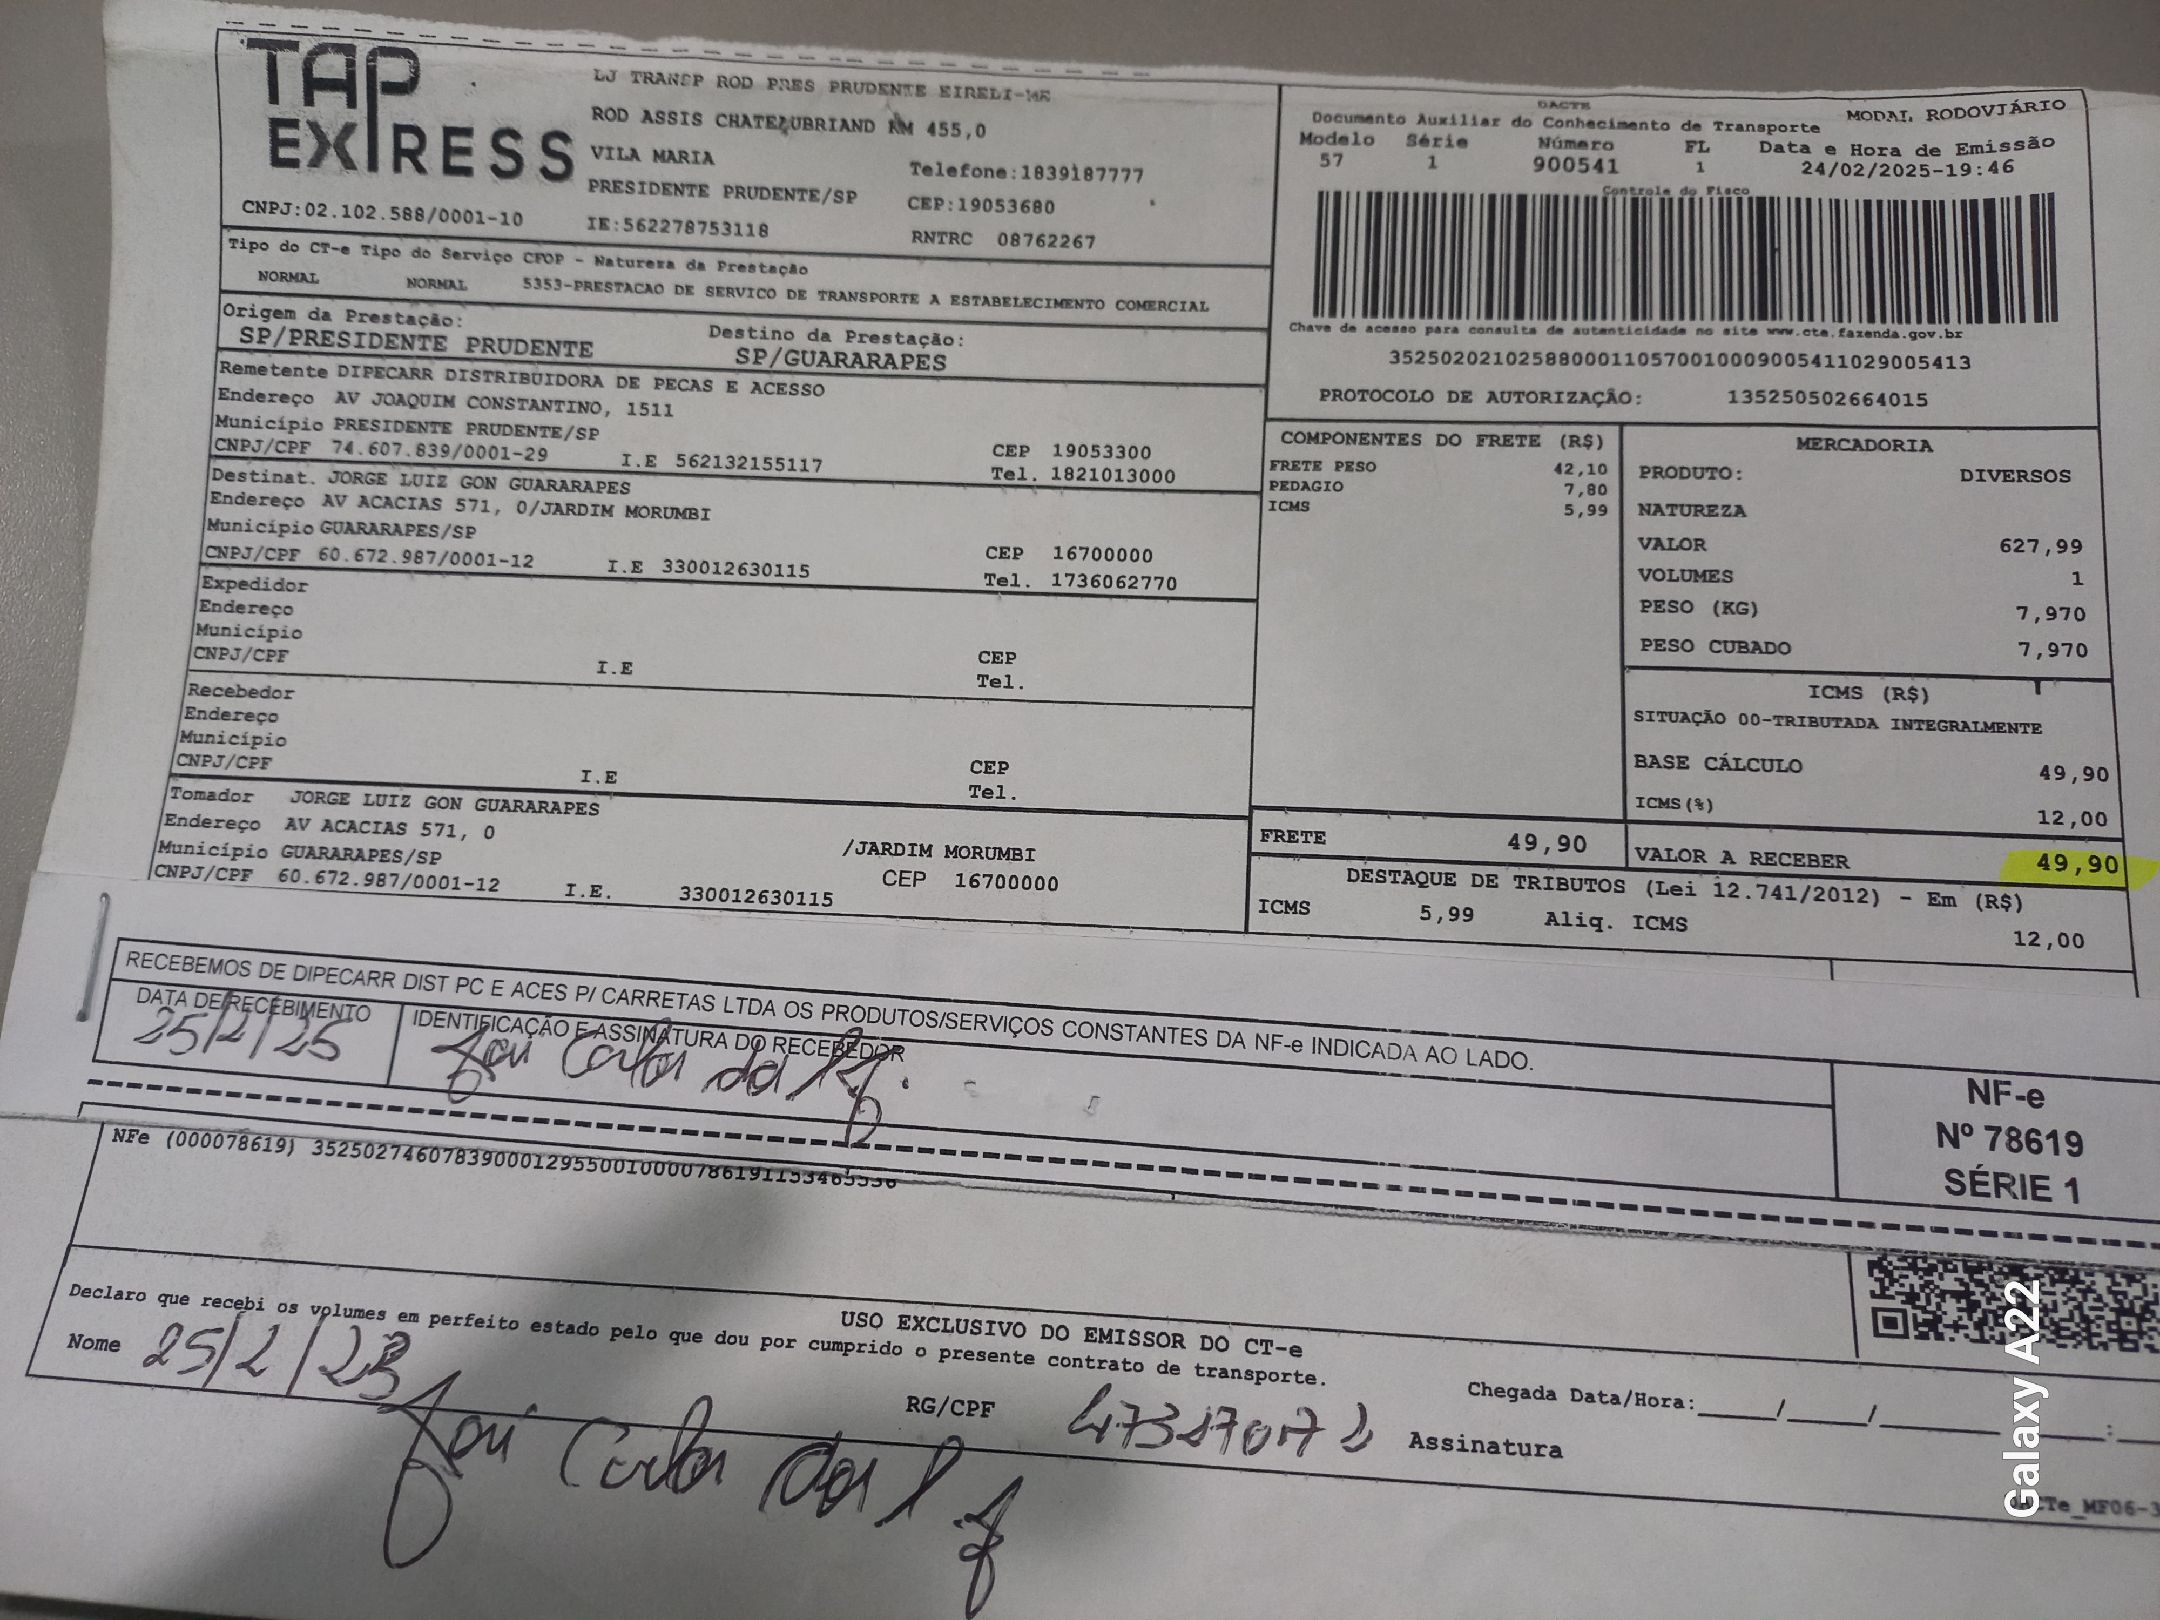 TAP EXPRESS
LJ TRANSP ROD PRES PRUDENTE EIRELI-ME
ROD ASSIS CHATEAUBRIAND KM 455,0
VILA MARIA
Telefone:1839187777
PRESIDENTE PRUDENTE/SP
CEP:19053680
CNPJ:02.102.588/0001-10
IE:562278753118
RNTRC 08762267
Tipo do CT-e Tipo do Serviço CFOP - Natureza da Prestação
NORMAL NORMAL 5353-PRESTACAO DE SERVICO DE TRANSPORTE A ESTABELECIMENTO COMERCIAL
Origem da Prestação: Destino da Prestação:
SP/PRESIDENTE PRUDENTE SP/GUARARAPES
Remetente DIPECARR DISTRIBUIDORA DE PECAS E ACESSO
Endereço AV JOAQUIM CONSTANTINO, 1511
Município PRESIDENTE PRUDENTE/SP CEP 19053300
CNPJ/CPF 74.607.839/0001-29 I.E 562132155117 Tel. 1821013000
Destinat. JORGE LUIZ GON GUARARAPES
Endereço AV ACACIAS 571, 0/JARDIM MORUMBI
Município GUARARAPES/SP CEP 16700000
CNPJ/CPF 60.672.987/0001-12 I.E 330012630115 Tel. 1736062770
Expedidor
Endereço
Município CEP
CNPJ/CPF I.E Tel.
Recebedor
Endereço
Município CEP
CNPJ/CPF I.E Tel.
Tomador JORGE LUIZ GON GUARARAPES
Endereço AV ACACIAS 571, 0 /JARDIM MORUMBI
Município GUARARAPES/SP CEP 16700000
CNPJ/CPF 60.672.987/0001-12 I.E. 330012630115
DACTE MODAL RODOVIÁRIO
Documento Auxiliar do Conhecimento de Transporte
Modelo Série Número FL Data e Hora de Emissão
57 1 900541 1 24/02/2025-19:46
Controle do Fisco
Chave de acesso para consulta de autenticidade no site www.cte.fazenda.gov.br
35250202102588000110570010009005411029005413
PROTOCOLO DE AUTORIZAÇÃO: 135250502664015
COMPONENTES DO FRETE (R$)
FRETE PESO 42,10
PEDAGIO 7,80
ICMS 5,99
MERCADORIA
PRODUTO: DIVERSOS
NATUREZA
VALOR 627,99
VOLUMES 1
PESO (KG) 7,970
PESO CUBADO 7,970
ICMS (R$)
SITUAÇÃO 00-TRIBUTADA INTEGRALMENTE
BASE CÁLCULO 49,90
ICMS(%) 12,00
FRETE 49,90 VALOR A RECEBER 49,90
DESTAQUE DE TRIBUTOS (Lei 12.741/2012) - Em (R$)
ICMS 5,99 Aliq. ICMS 12,00
RECEBEMOS DE DIPECARR DIST PC E ACES P/ CARRETAS LTDA OS PRODUTOS/SERVIÇOS CONSTANTES DA NF-e INDICADA AO LADO.
DATA DE RECEBIMENTO IDENTIFICAÇÃO E ASSINATURA DO RECEBEDOR
25/2/25
NF-e
Nº 78619
SÉRIE 1
NFe (000078619) 35250274607839000129550010000786191153465536
USO EXCLUSIVO DO EMISSOR DO CT-e
Declaro que recebi os volumes em perfeito estado pelo que dou por cumprido o presente contrato de transporte.
Nome 25/2/23 RG/CPF Assinatura
Chegada Data/Hora:____/____/____ :
Galaxy A22